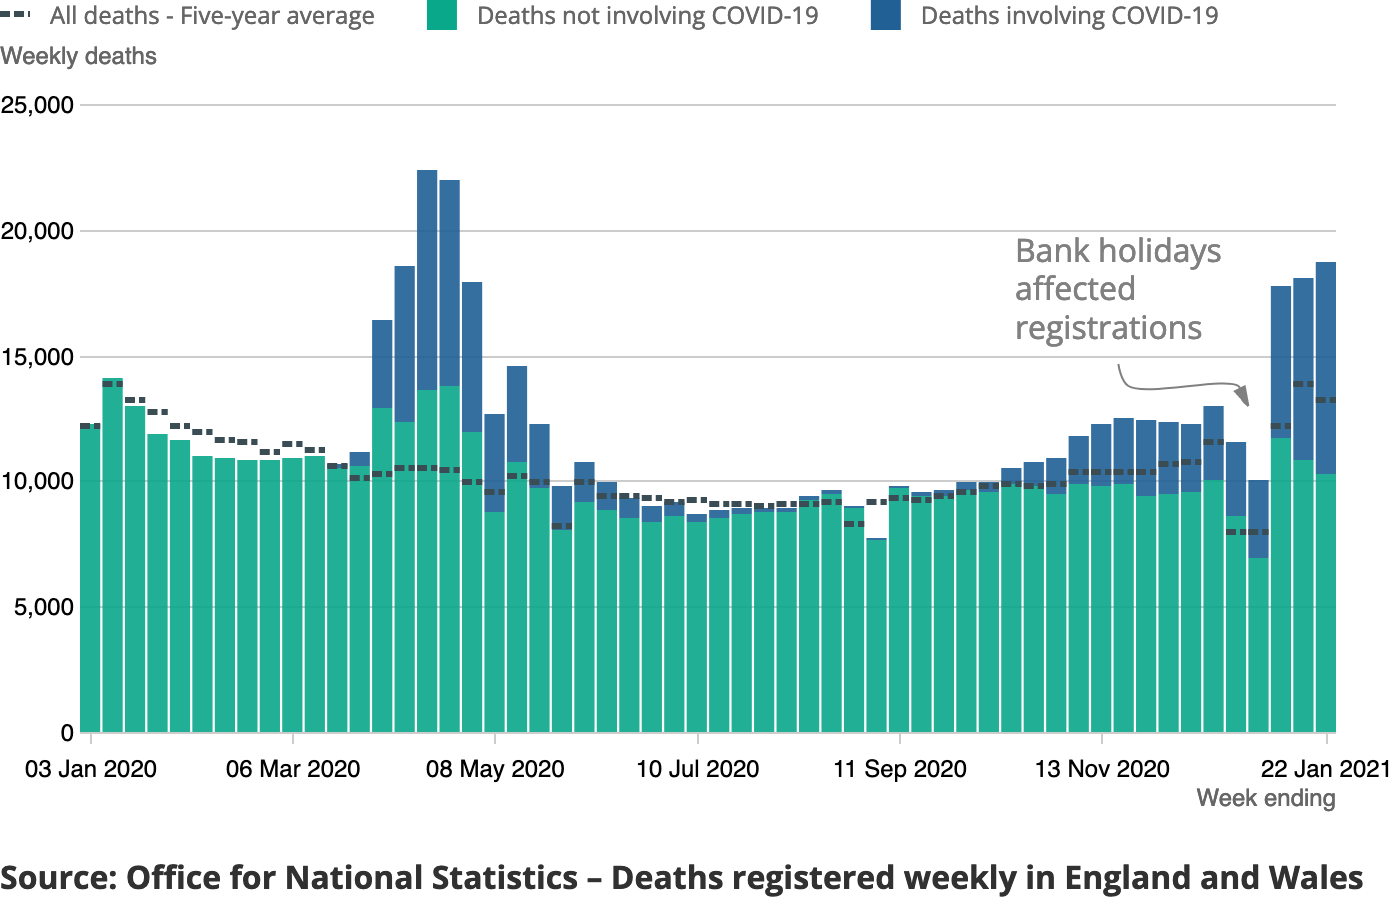 All deaths - Five-year average Deaths not involving COVID-19 Deaths involving COVID-19
Weekly deaths
25,000
20,000
Bank holidays
affected
registrations
15,000
10,000
5,000
0
03 Jan 2020 06 Mar 2020 08 May 2020 10 Jul 2020 11 Sep 2020 13 Nov 2020 22 Jan 2021
Week ending
Source: Office for National Statistics – Deaths registered weekly in England and Wales